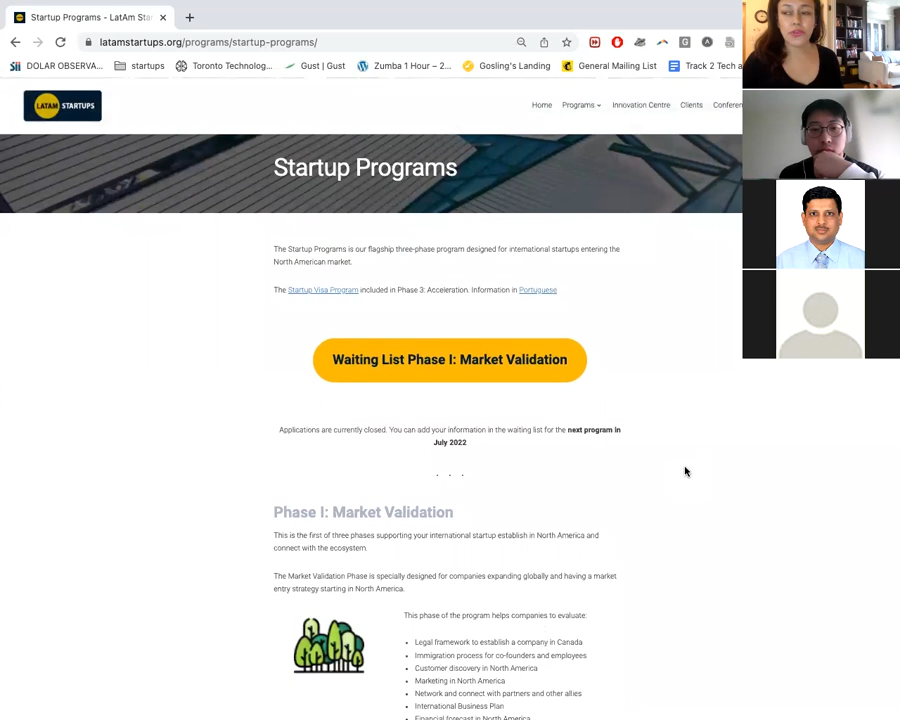 Startup Programs - LatAm Sta
latamstartups.org/programs/startup-programs/
DOLAR OBSERVA...
startups
Toronto Technolog...
Gust | Gust
Zumba 1 Hour – 2...
Gosling's Landing
General Mailing List
Track 2 Tech a
LATAM STARTUPS
Home
Programs
Innovation Centre
Clients
Conferen
Startup Programs
The Startup Programs is our flagship three-phase program designed for international startups entering the
North American market.
The Startup Visa Program included in Phase 3: Acceleration. Information in Portuguese
Waiting List Phase I: Market Validation
Applications are currently closed. You can add your information in the waiting list for the next program in
July 2022
. . .
Phase I: Market Validation
This is the first of three phases supporting your international startup establish in North America and
connect with the ecosystem.
The Market Validation Phase is specially designed for companies expanding globally and having a market
entry strategy starting in North America.
This phase of the program helps companies to evaluate:
• Legal framework to establish a company in Canada
• Immigration process for co-founders and employees
• Customer discovery in North America
• Marketing in North America
• Network and connect with partners and other allies
• International Business Plan
• Financial forecast in North America